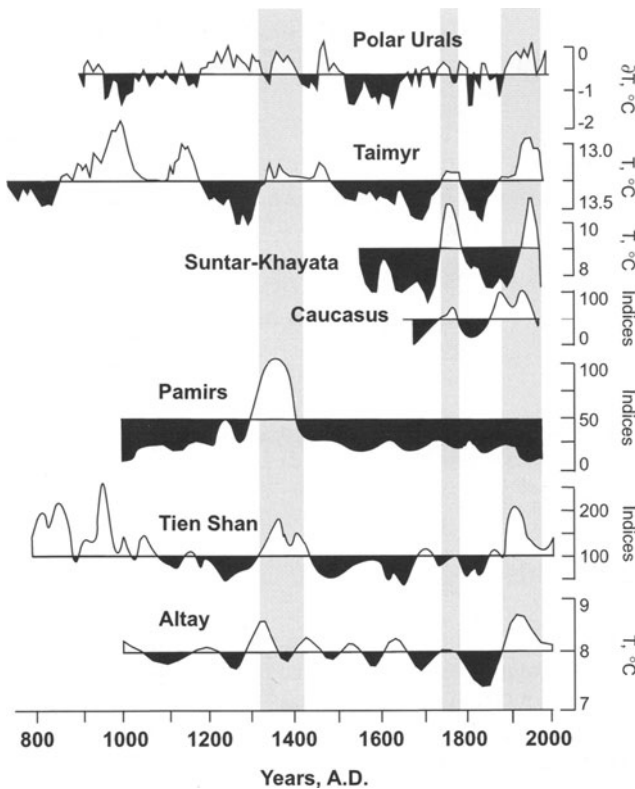 Polar Urals
0
-1
-2
∂T, °C
Taimyr
13.0
13.5
T, °C
Suntar-Khayata
10
8
T, °C
Caucasus
100
0
Indices
Pamirs
100
50
0
Indices
Tien Shan
200
100
Indices
Altay
9
8
7
T, °C
800 1000 1200 1400 1600 1800 2000
Years, A.D.